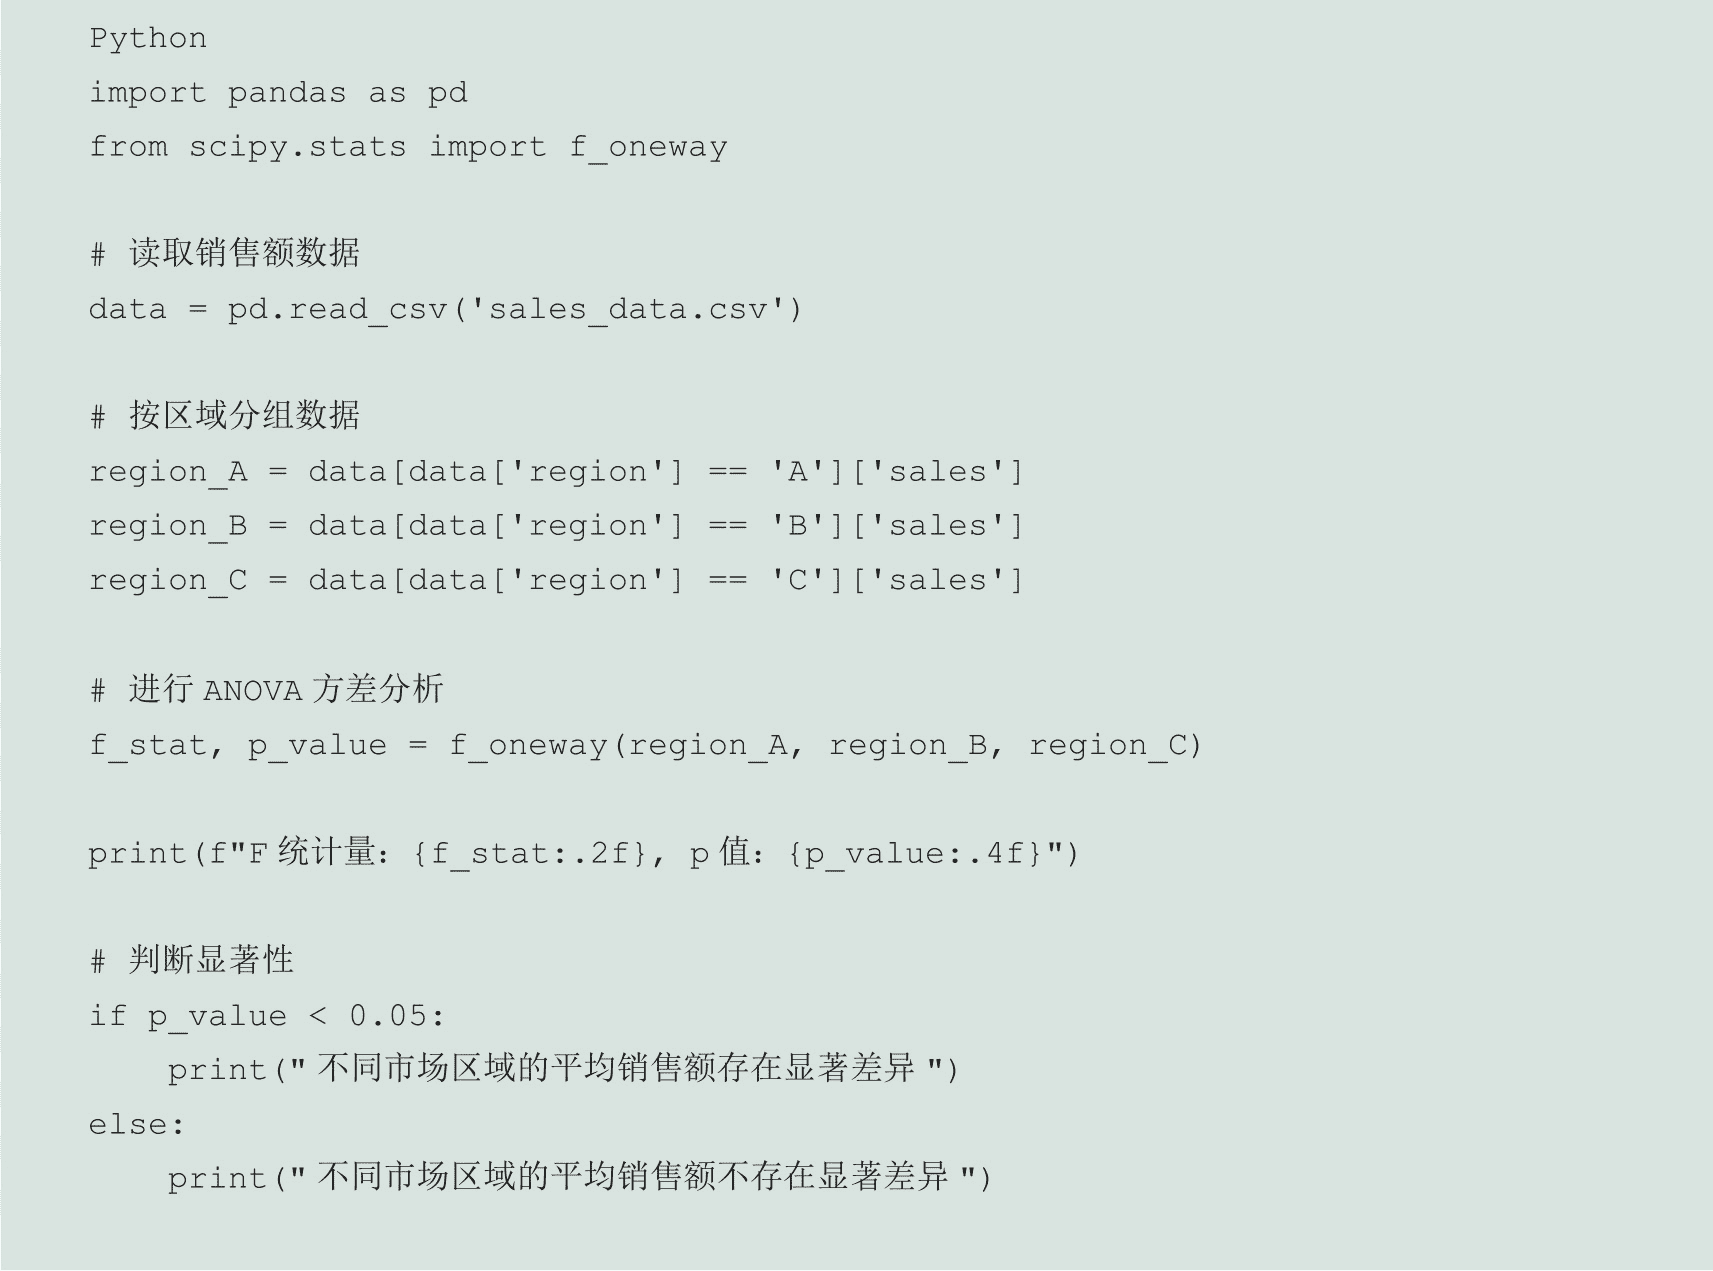 Python
import pandas as pd
from scipy.stats import f_oneway
# 读取销售额数据
data = pd.read_csv('sales_data.csv')
# 按区域分组数据
region_A = data[data['region'] == 'A']['sales']
region_B = data[data['region'] == 'B']['sales']
region_C = data[data['region'] == 'C']['sales']
# 进行 ANOVA 方差分析
f_stat, p_value = f_oneway(region_A, region_B, region_C)
print(f"F 统计量：{f_stat:.2f}, p 值：{p_value:.4f}")
# 判断显著性
if p_value < 0.05:
    print(" 不同市场区域的平均销售额存在显著差异 ")
else:
    print(" 不同市场区域的平均销售额不存在显著差异 ")